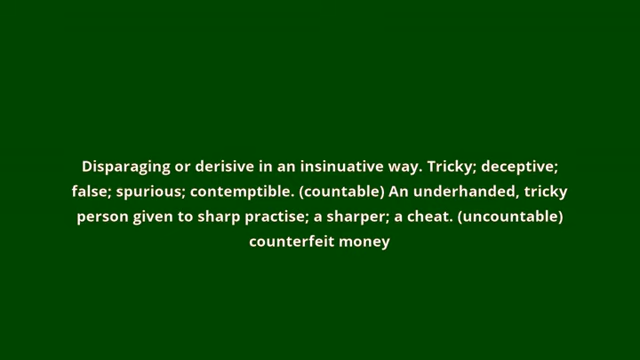 Disparaging or derisive in an insinuative way. Tricky; deceptive;
false; spurious; contemptible. (countable) An underhanded, tricky
person given to sharp practise; a sharper; a cheat. (uncountable)
counterfeit money